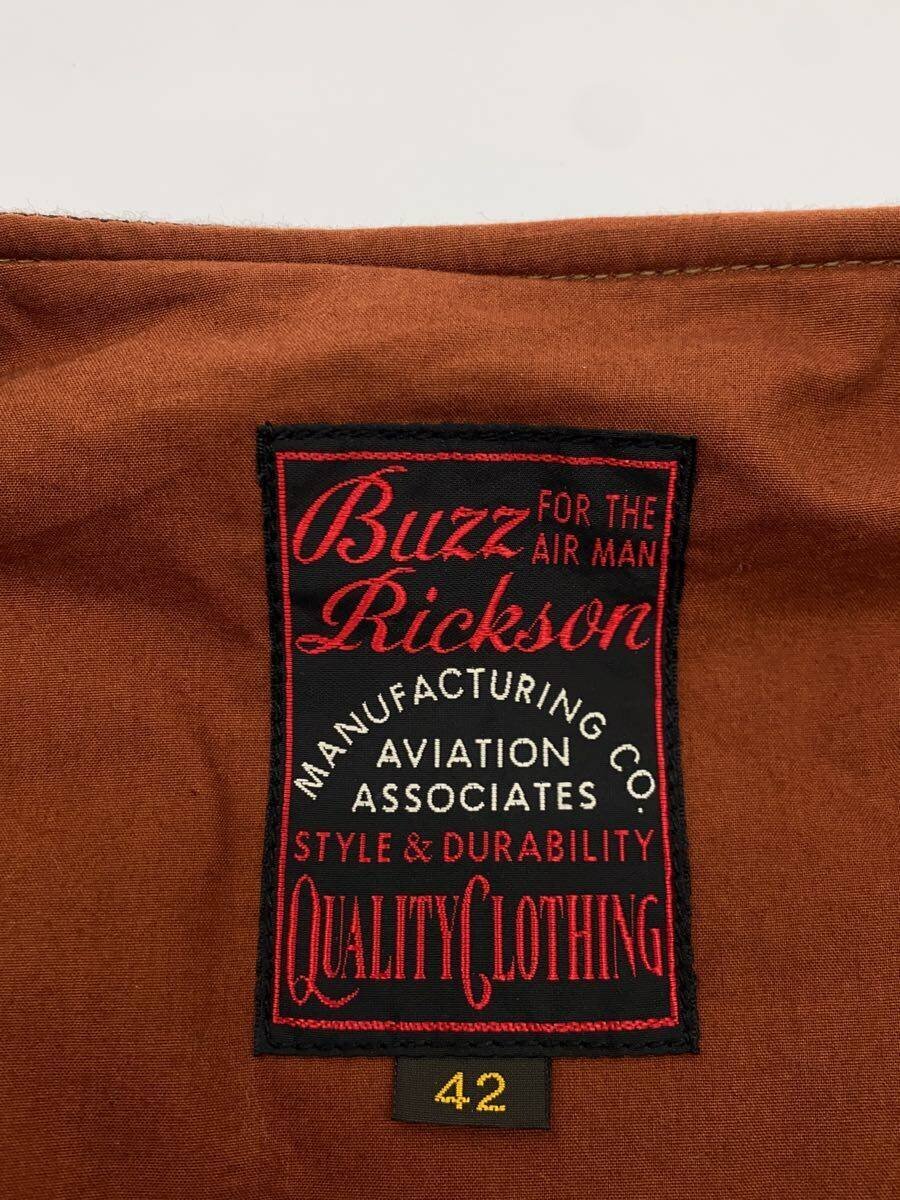 Buzz FOR THE
AIR MAN
Rickson
MANUFACTURING CO.
AVIATION
ASSOCIATES
STYLE & DURABILITY
QUALITY CLOTHING
42